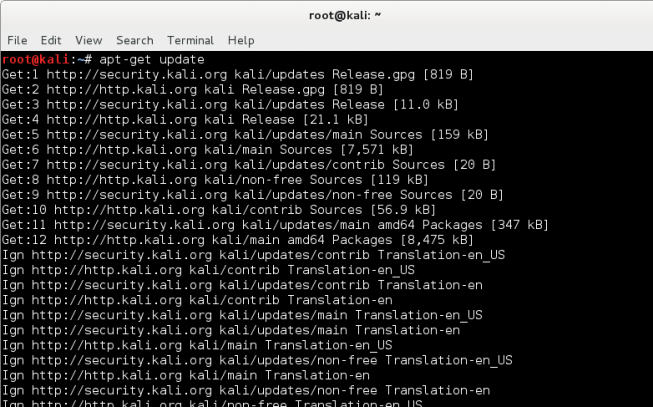 root@kali: ~
File Edit View Search Terminal Help
root@kali:~# apt-get update
Get:1 http://security.kali.org kali/updates Release.gpg [819 B]
Get:2 http://http.kali.org kali Release.gpg [819 B]
Get:3 http://security.kali.org kali/updates Release [11.0 kB]
Get:4 http://http.kali.org kali Release [21.1 kB]
Get:5 http://security.kali.org kali/updates/main Sources [159 kB]
Get:6 http://http.kali.org kali/main Sources [7,571 kB]
Get:7 http://security.kali.org kali/updates/contrib Sources [20 B]
Get:8 http://http.kali.org kali/non-free Sources [119 kB]
Get:9 http://security.kali.org kali/updates/non-free Sources [20 B]
Get:10 http://http.kali.org kali/contrib Sources [56.9 kB]
Get:11 http://security.kali.org kali/updates/main amd64 Packages [347 kB]
Get:12 http://http.kali.org kali/main amd64 Packages [8,475 kB]
Ign http://security.kali.org kali/updates/contrib Translation-en_US
Ign http://http.kali.org kali/contrib Translation-en_US
Ign http://security.kali.org kali/updates/contrib Translation-en
Ign http://http.kali.org kali/contrib Translation-en
Ign http://security.kali.org kali/updates/main Translation-en_US
Ign http://security.kali.org kali/updates/main Translation-en
Ign http://http.kali.org kali/main Translation-en_US
Ign http://security.kali.org kali/updates/non-free Translation-en_US
Ign http://http.kali.org kali/main Translation-en
Ign http://security.kali.org kali/updates/non-free Translation-en
Ign http://http.kali.org kali/non-free Translation-en_US